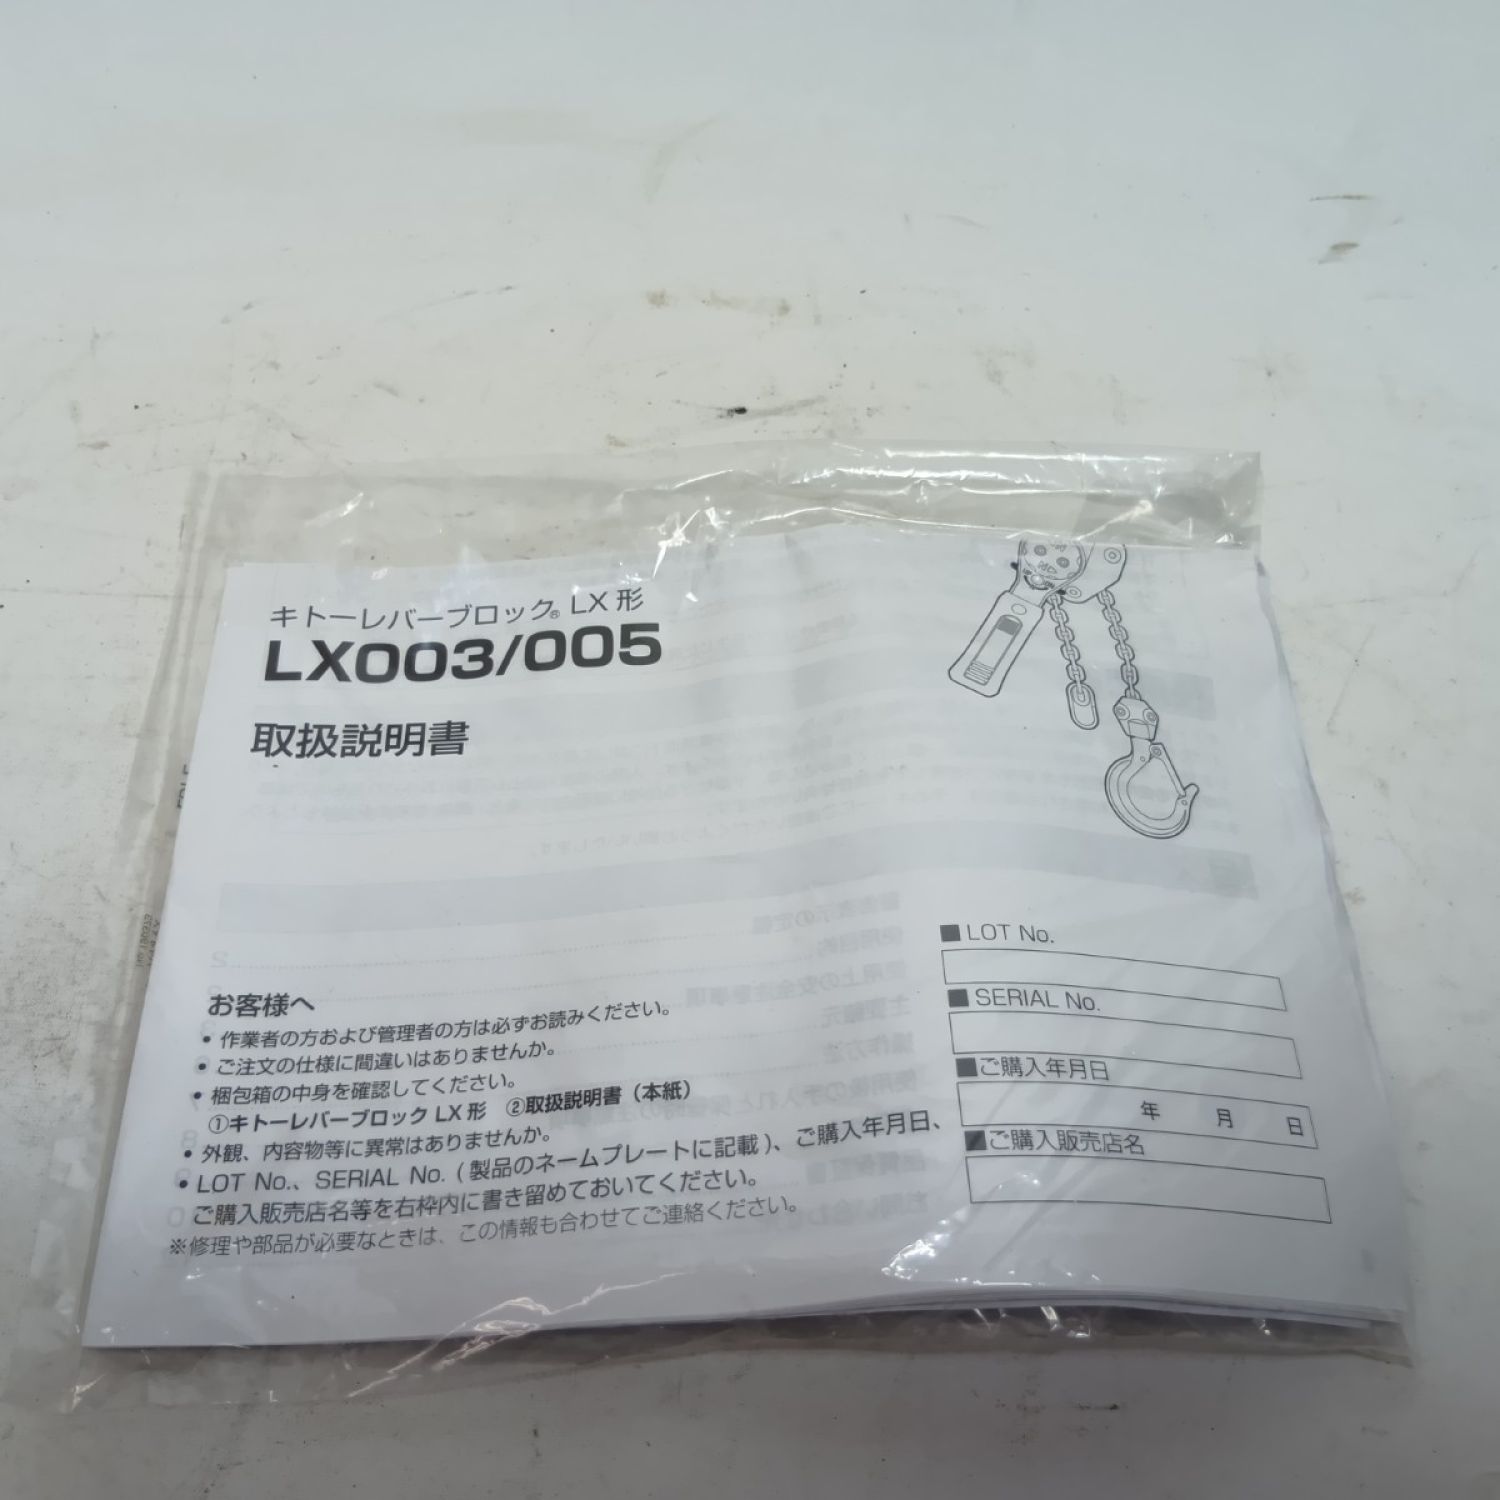 キトーレバーブロック® LX 形
LX003/005
取扱説明書
お客様へ
• 作業者の方および管理者の方は必ずお読みください。
• ご注文の仕様に間違いはありませんか。
• 梱包箱の中身を確認してください。
①キトーレバーブロック LX 形　②取扱説明書（本紙）
• 外観、内容物等に異常はありませんか。
• LOT No.、SERIAL No.（製品のネームプレートに記載）、ご購入年月日、
ご購入販売店名等を右枠内に書き留めておいてください。
※修理や部品が必要なときは、この情報も合わせてご連絡ください。
■LOT No.
■SERIAL No.
■ご購入年月日
年　月　日
■ご購入販売店名